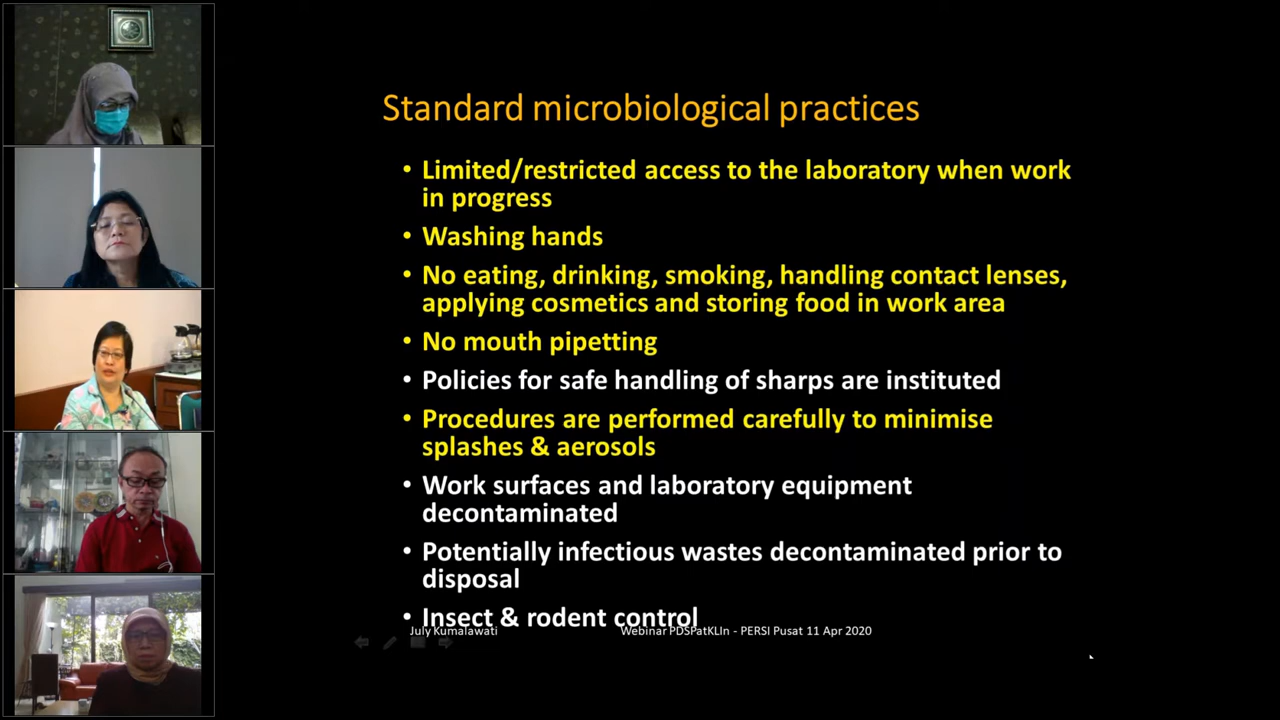 Standard microbiological practices
• Limited/restricted access to the laboratory when work
in progress
• Washing hands
• No eating, drinking, smoking, handling contact lenses,
applying cosmetics and storing food in work area
• No mouth pipetting
• Policies for safe handling of sharps are instituted
• Procedures are performed carefully to minimise
splashes & aerosols
• Work surfaces and laboratory equipment
decontaminated
• Potentially infectious wastes decontaminated prior to
disposal
• Insect & rodent control
July Kumalawati
Webinar PDSPatKLIn - PERSI Pusat 11 Apr 2020